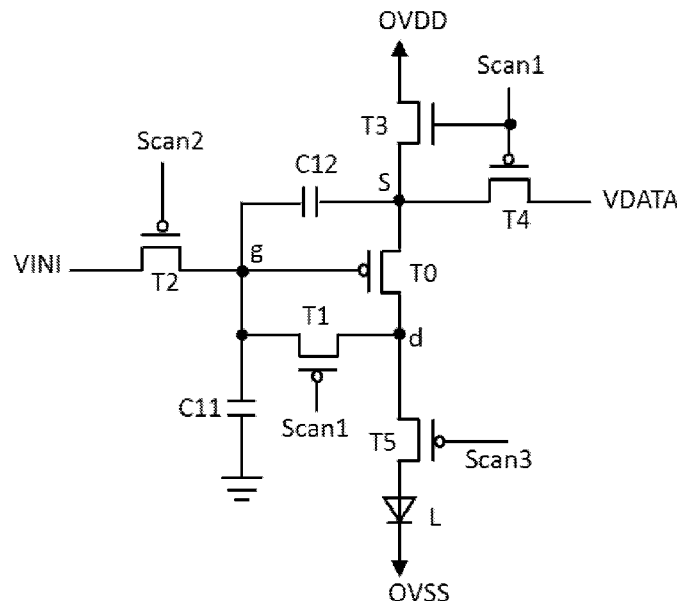 OVDD
Scan1
T3
Scan2
C12
S
VDATA
T4
g
VINI
T2
T0
T1
d
C11
Scan1
T5
Scan3
L
OVSS